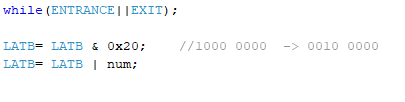 while(ENTRANCE||EXIT);
LATB= LATB & 0x20;    //1000 0000  -> 0010 0000
LATB= LATB | num;